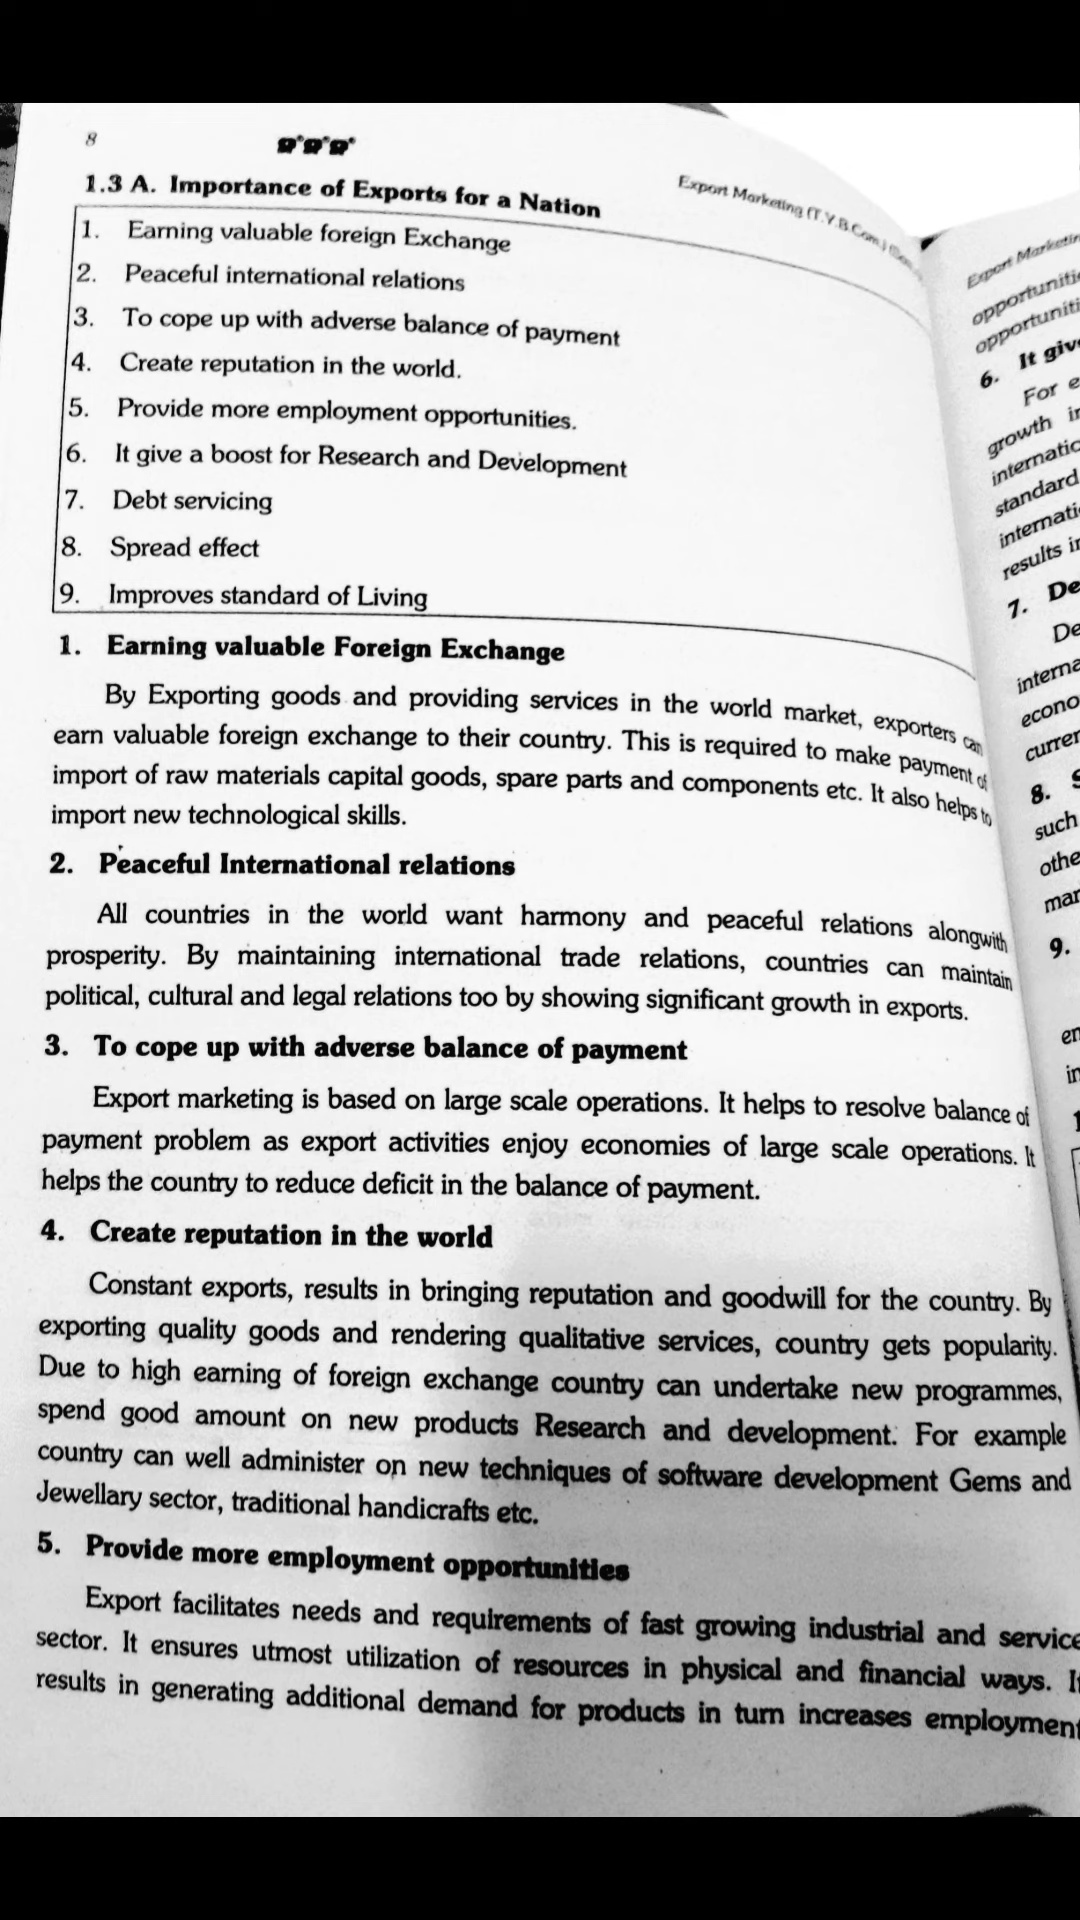 8
Export Marketing (T.Y.B.Com.)
1.3 A. Importance of Exports for a Nation
1. Earning valuable foreign Exchange
2. Peaceful international relations
3. To cope up with adverse balance of payment
4. Create reputation in the world.
5. Provide more employment opportunities.
6. It give a boost for Research and Development
7. Debt servicing
8. Spread effect
9. Improves standard of Living
1. Earning valuable Foreign Exchange
By Exporting goods and providing services in the world market, exporters can
earn valuable foreign exchange to their country. This is required to make payment of
import of raw materials capital goods, spare parts and components etc. It also helps to
import new technological skills.
2. Peaceful International relations
All countries in the world want harmony and peaceful relations alongwith
prosperity. By maintaining international trade relations, countries can maintain
political, cultural and legal relations too by showing significant growth in exports.
3. To cope up with adverse balance of payment
Export marketing is based on large scale operations. It helps to resolve balance of
payment problem as export activities enjoy economies of large scale operations. It
helps the country to reduce deficit in the balance of payment.
4. Create reputation in the world
Constant exports, results in bringing reputation and goodwill for the country. By
exporting quality goods and rendering qualitative services, country gets popularity.
Due to high earning of foreign exchange country can undertake new programmes,
spend good amount on new products Research and development. For example
country can well administer on new techniques of software development Gems and
Jewellary sector, traditional handicrafts etc.
5. Provide more employment opportunities
Export facilitates needs and requirements of fast growing industrial and service
sector. It ensures utmost utilization of resources in physical and financial ways. It
results in generating additional demand for products in turn increases employment
Export
6. It
For
growth
standard
results
7.
8.
such
9.